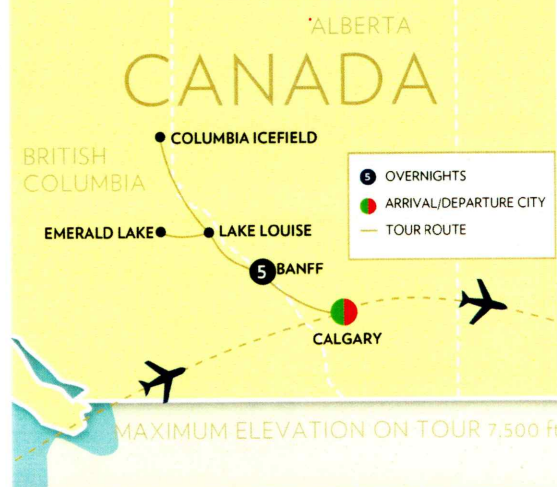 ALBERTA
CANADA
COLUMBIA ICEFIELD
BRITISH
COLUMBIA
5 OVERNIGHTS
ARRIVAL/DEPARTURE CITY
TOUR ROUTE
EMERALD LAKE
LAKE LOUISE
5 BANFF
CALGARY
MAXIMUM ELEVATION ON TOUR 7,500 ft